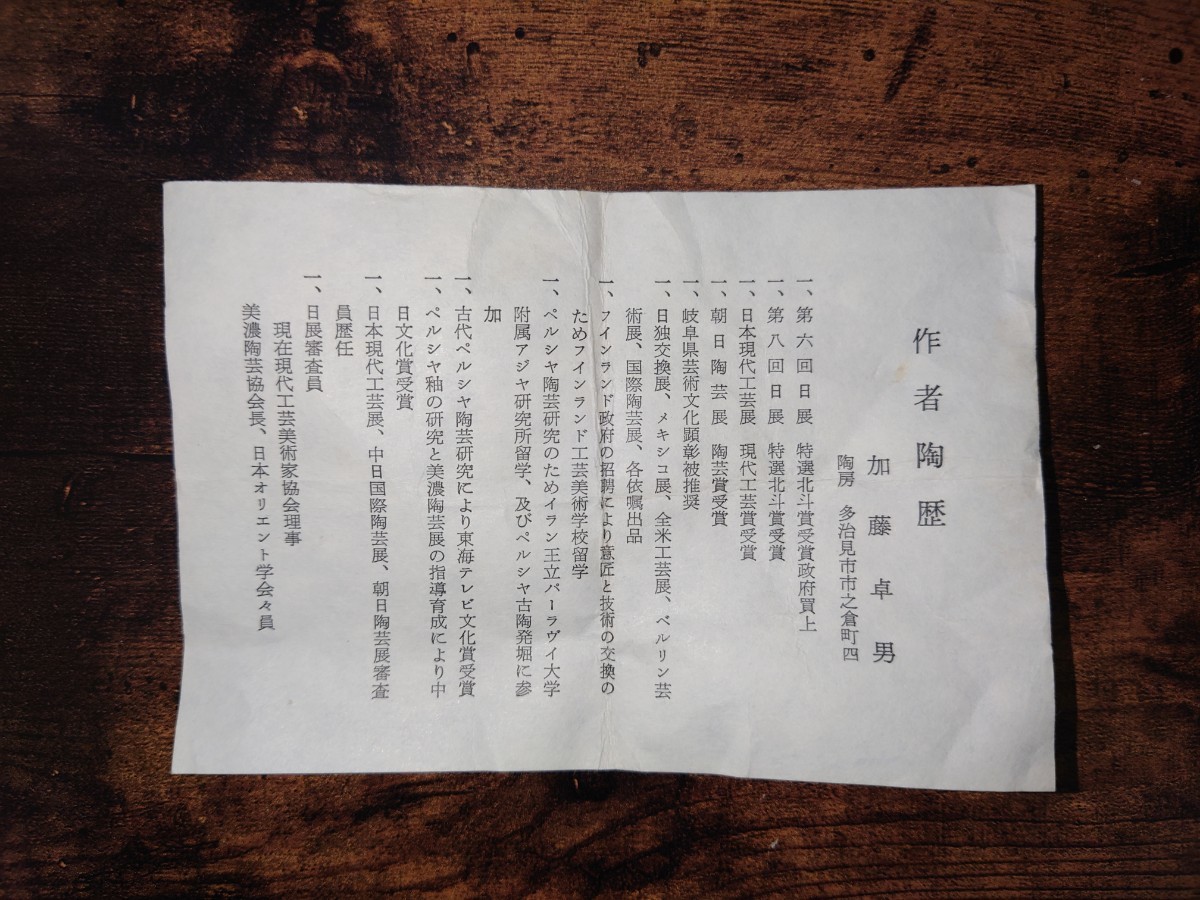 作者陶歴
加藤卓男
陶房　多治見市市之倉町四
一、第六回日展　特選北斗賞受賞政府買上
一、第八回日展　特選北斗賞受賞
一、日本現代工芸展　現代工芸賞受賞
一、朝日陶芸展　陶芸賞受賞
一、岐阜県芸術文化顕彰被推奨
一、日独交換展、メキシコ展、全米工芸展、ベルリン芸
術展、国際陶芸展、各依嘱出品
一、フインランド政府の招聘により意匠と技術の交換の
ためフインランド工芸美術学校留学
一、ペルシャ陶芸研究のためイラン王立パーラヴイ大学
附属アジヤ研究所留学、及びペルシャ古陶発堀に参
加
一、古代ペルシャ陶芸研究により東海テレビ文化賞受賞
一、ペルシャ釉の研究と美濃陶芸展の指導育成により中
日文化賞受賞
一、日本現代工芸展、中日国際陶芸展、朝日陶芸展審査
員歴任
一、日展審査員
現在現代工芸美術家協会理事
美濃陶芸協会長、日本オリエント学会々員